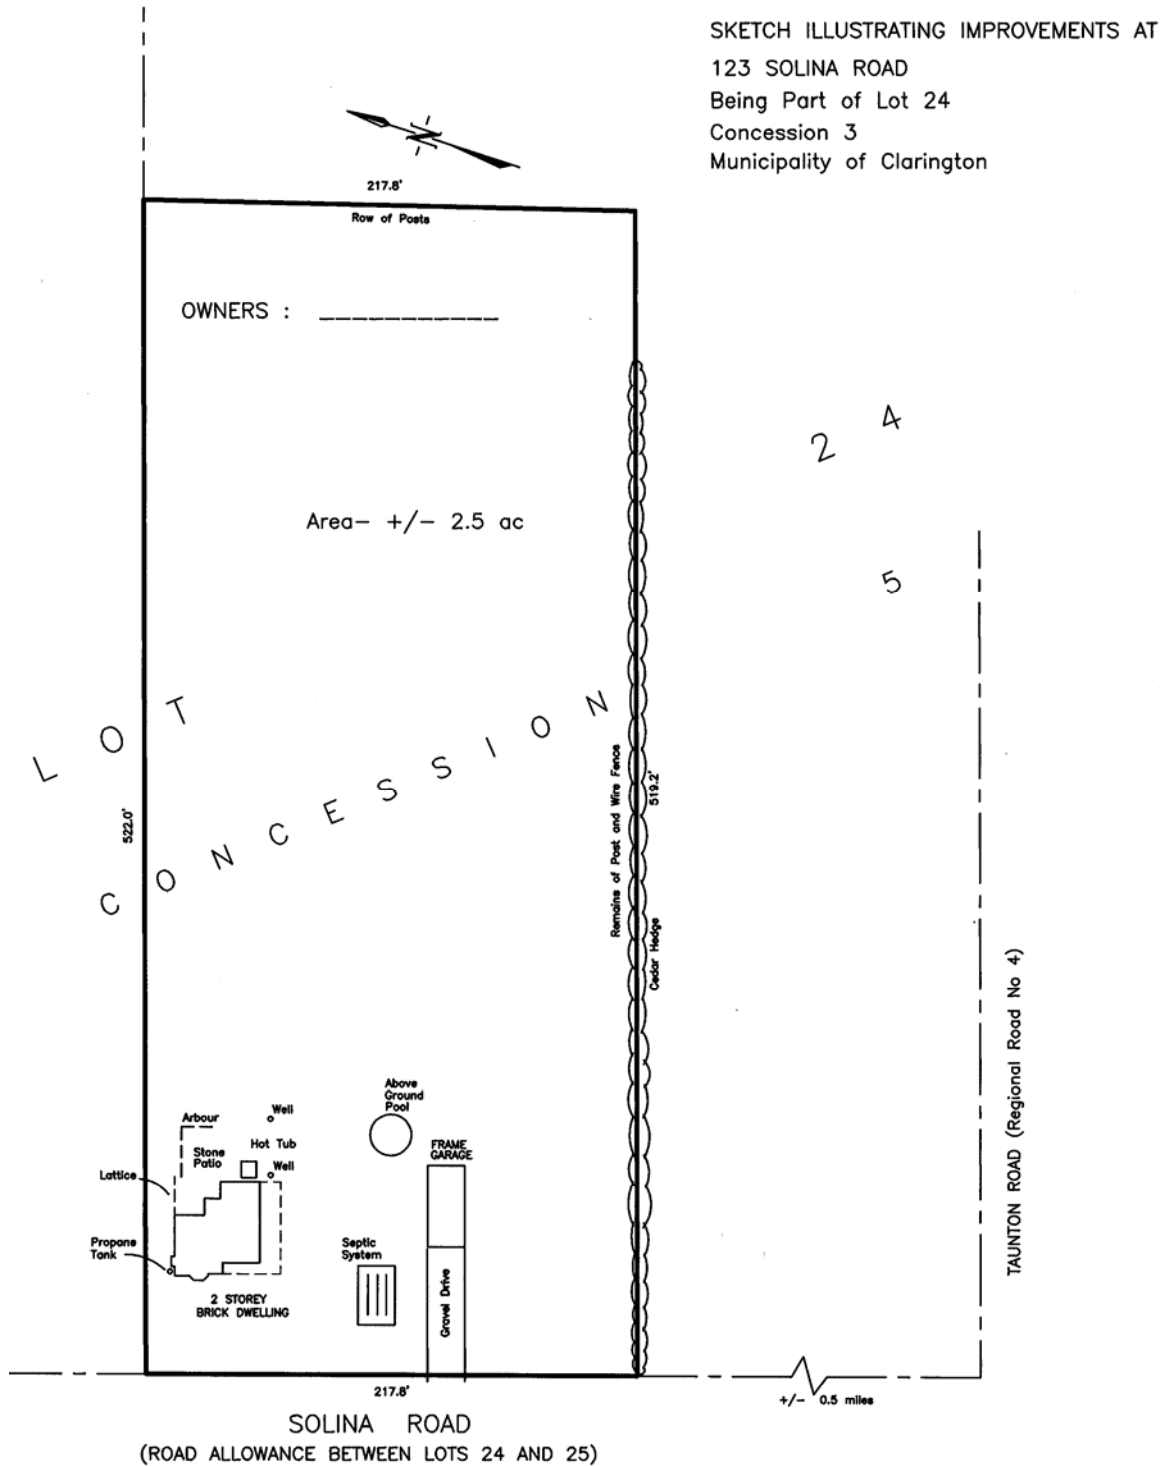 SKETCH ILLUSTRATING IMPROVEMENTS AT
123 SOLINA ROAD
Being Part of Lot 24
Concession 3
Municipality of Clarington
N
217.8'
Row of Posts
OWNERS : ___________
Area- +/- 2.5 ac
LOT 24
CONCESSION 5
522.0'
Remains of Post and Wire Fence
519.2'
Cedar Hedge
TAUNTON ROAD (Regional Road No 4)
Above
Ground
Pool
Well
Arbour
Hot Tub
Stone
Patio
Well
FRAME
GARAGE
Lattice
Propane
Tank
Septic
System
Gravel Drive
2 STOREY
BRICK DWELLING
217.8'
+/- 0.5 miles
SOLINA ROAD
(ROAD ALLOWANCE BETWEEN LOTS 24 AND 25)